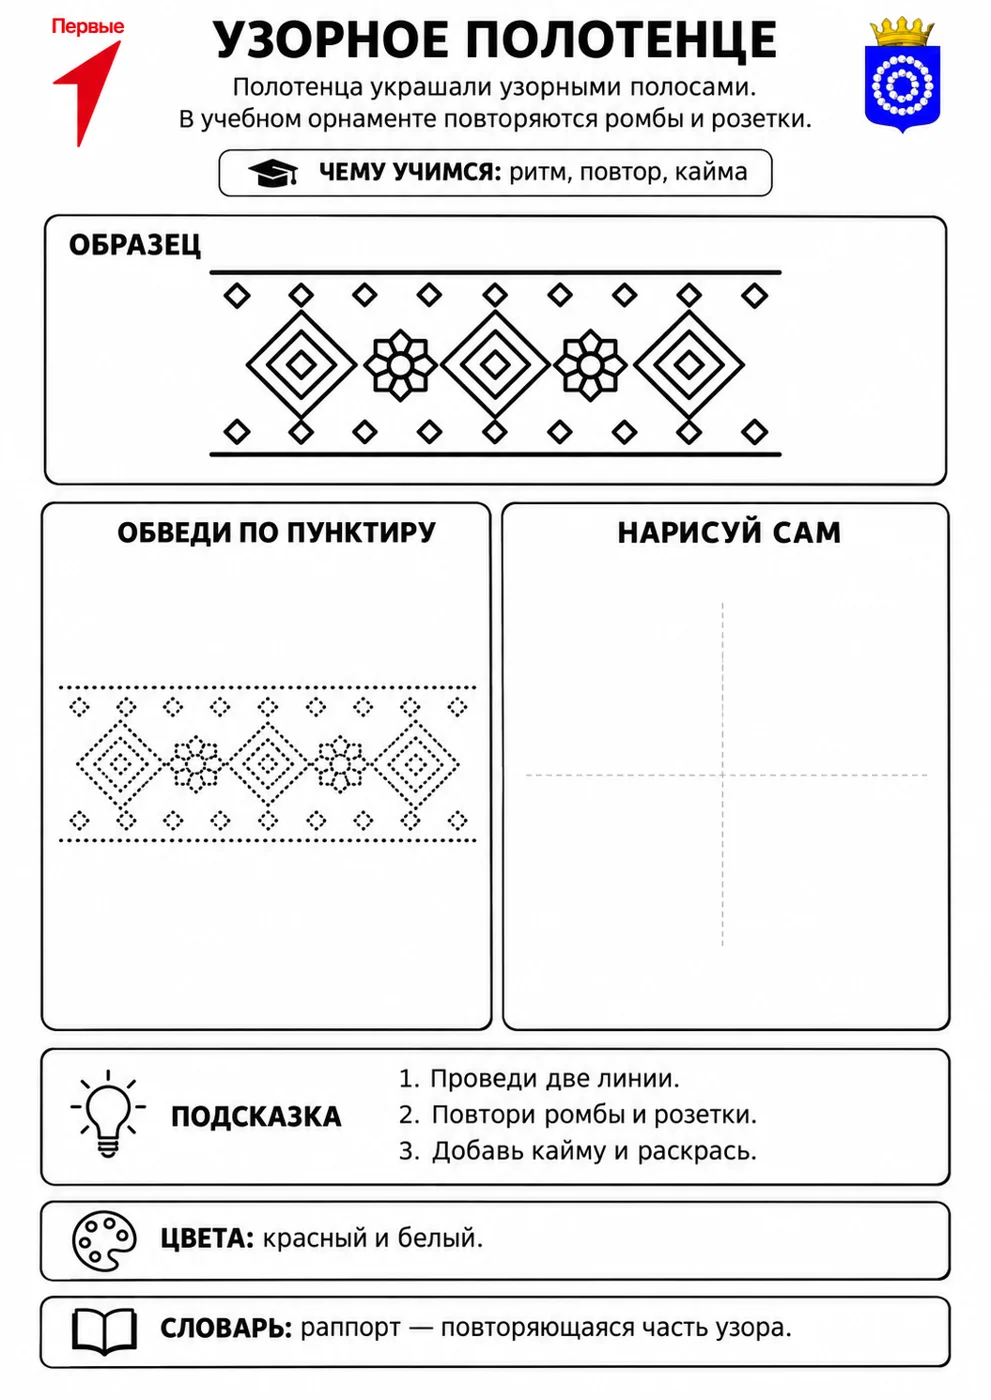 Первые
УЗОРНОЕ ПОЛОТЕНЦЕ
Полотенца украшали узорными полосами.
В учебном орнаменте повторяются ромбы и розетки.
ЧЕМУ УЧИМСЯ: ритм, повтор, кайма
ОБРАЗЕЦ
ОБВЕДИ ПО ПУНКТИРУ
НАРИСУЙ САМ
ПОДСКАЗКА
1. Проведи две линии.
2. Повтори ромбы и розетки.
3. Добавь кайму и раскрась.
ЦВЕТА: красный и белый.
СЛОВАРЬ: раппорт — повторяющаяся часть узора.